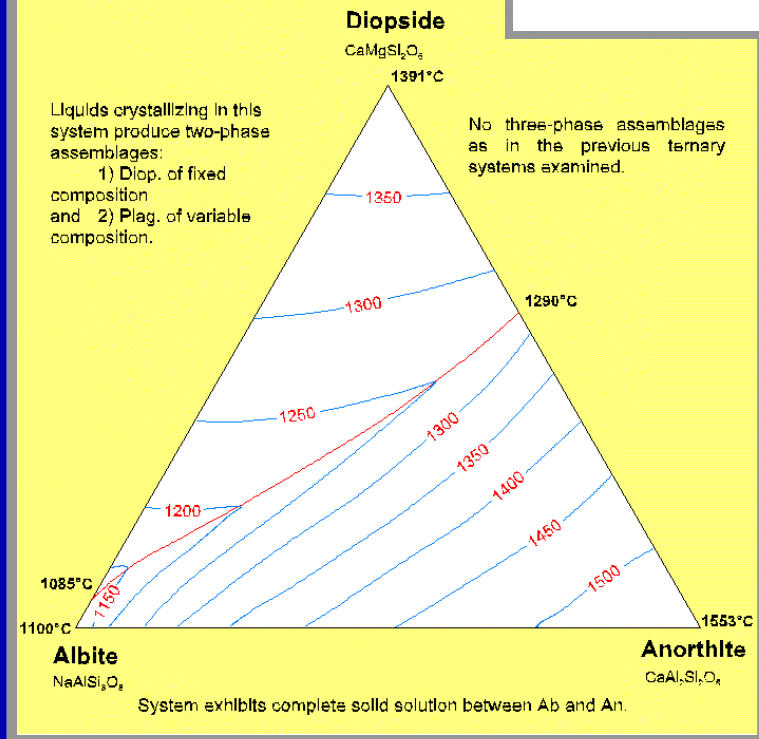 Diopside
CaMgSi₂O₆
1391°C
Liquids crystallizing in this
system produce two-phase
assemblages:
1) Diop. of fixed
composition
and 2) Plag. of variable
composition.
No three-phase assemblages
as in the previous ternary
systems examined.
1350
1300
1290°C
1250
1300
1350
1400
1200
1450
1085°C
1150
1500
1100°C
1553°C
Albite
Anorthite
NaAlSi₃O₈
CaAl₂Si₂O₈
System exhibits complete solid solution between Ab and An.